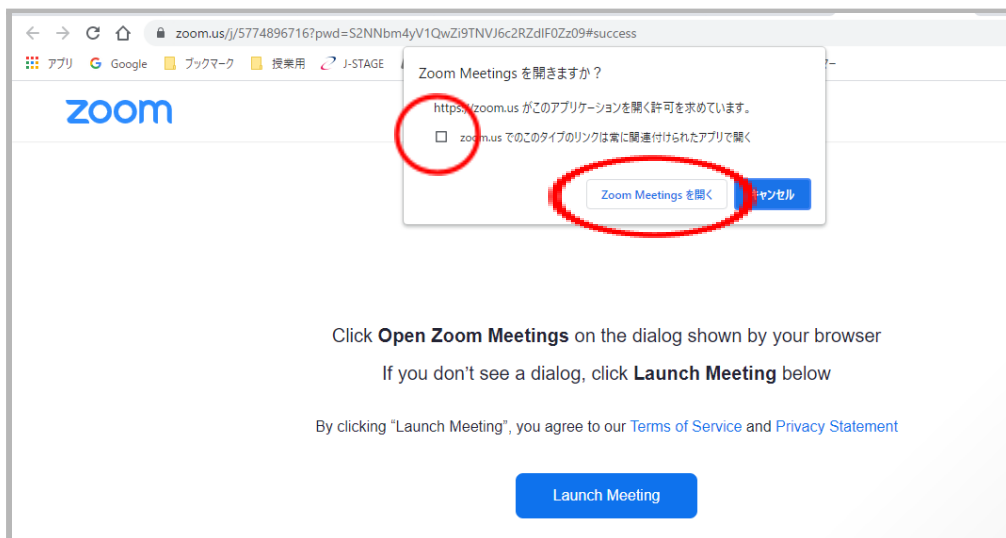 zoom.us/j/5774896716?pwd=S2NNbm4yV1QwZi9TNVJ6c2RZdlF0Zz09#success
アプリ Google ブックマーク 授業用 J-STAGE
zoom
Zoom Meetings を開きますか？
https://zoom.us がこのアプリケーションを開く許可を求めています。
zoom.us でのこのタイプのリンクは常に関連付けられたアプリで開く
Zoom Meetings を開く キャンセル
Click Open Zoom Meetings on the dialog shown by your browser
If you don't see a dialog, click Launch Meeting below
By clicking “Launch Meeting”, you agree to our Terms of Service and Privacy Statement
Launch Meeting